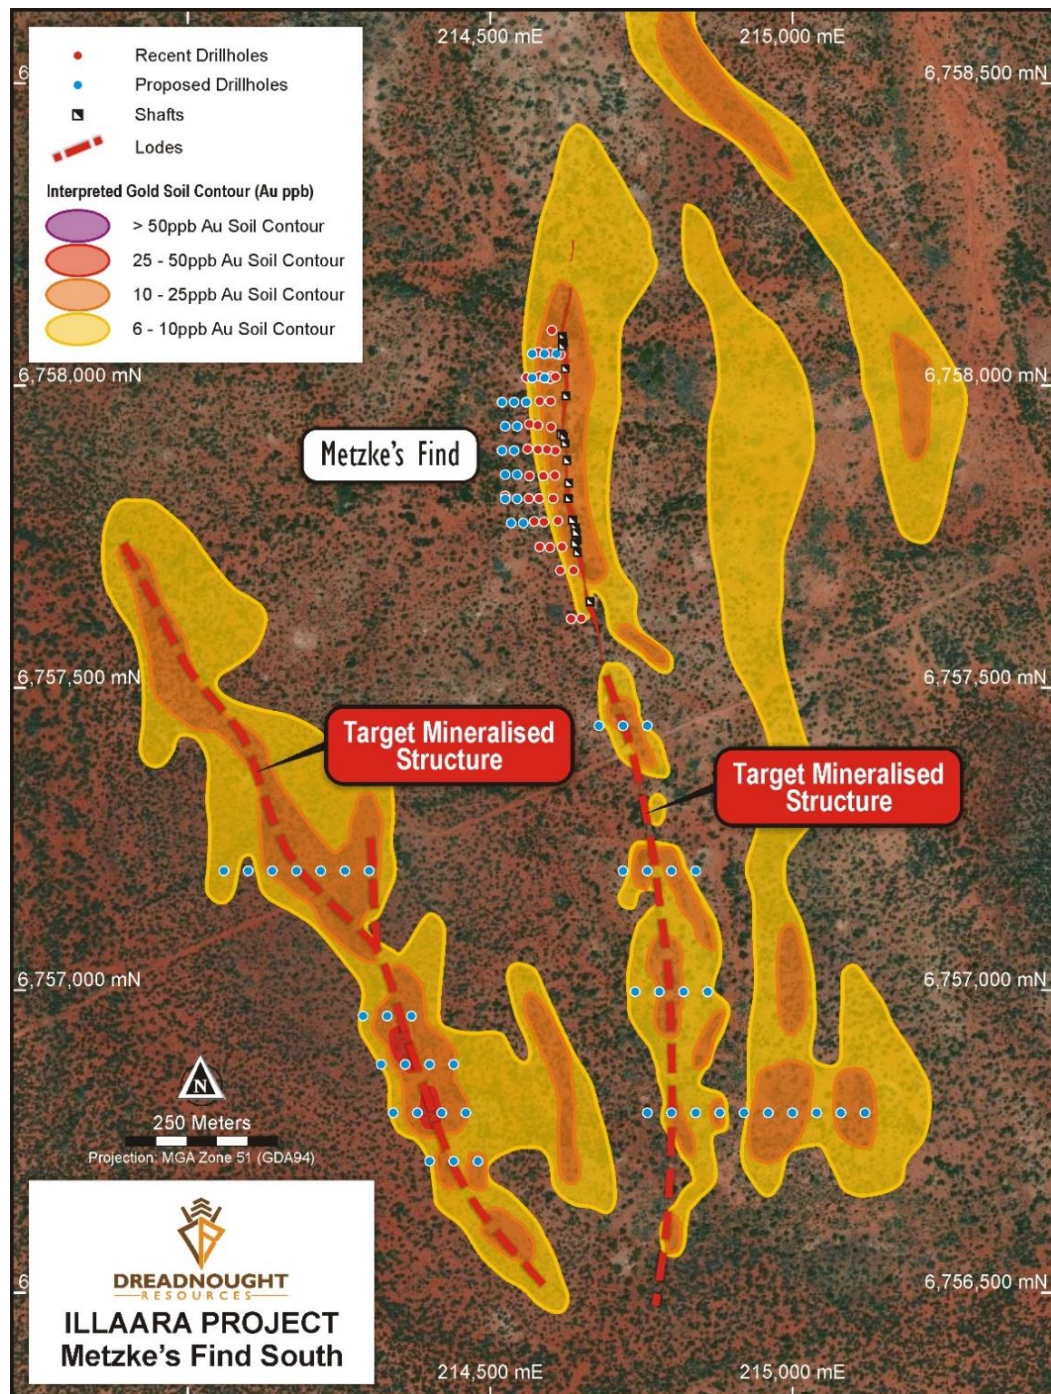 214,500 mE
215,000 mE
Recent Drillholes
Proposed Drillholes
Shafts
Lodes
Interpreted Gold Soil Contour (Au ppb)
> 50ppb Au Soil Contour
25 - 50ppb Au Soil Contour
10 - 25ppb Au Soil Contour
6 - 10ppb Au Soil Contour
6,758,500 mN
6,758,000 mN
6,758,000 mN
Metzke's Find
6,757,500 mN
6,757,500 mN
Target Mineralised
Structure
Target Mineralised
Structure
6,757,000 mN
6,757,000 mN
N
250 Meters
Projection: MGA Zone 51 (GDA94)
6,756,500 mN
DREADNOUGHT
RESOURCES
ILLAARA PROJECT
Metzke's Find South
214,500 mE
215,000 mE